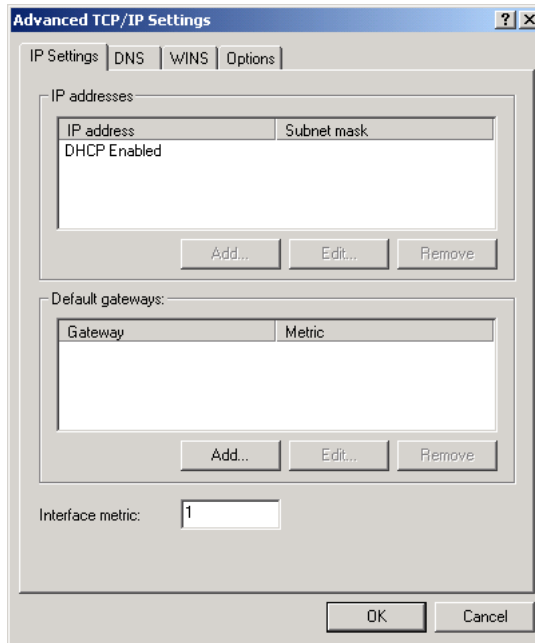 Advanced TCP/IP Settings
IP Settings DNS WINS Options
IP addresses
IP address Subnet mask
DHCP Enabled
Add... Edit... Remove
Default gateways:
Gateway Metric
Add... Edit... Remove
Interface metric: 1
OK Cancel